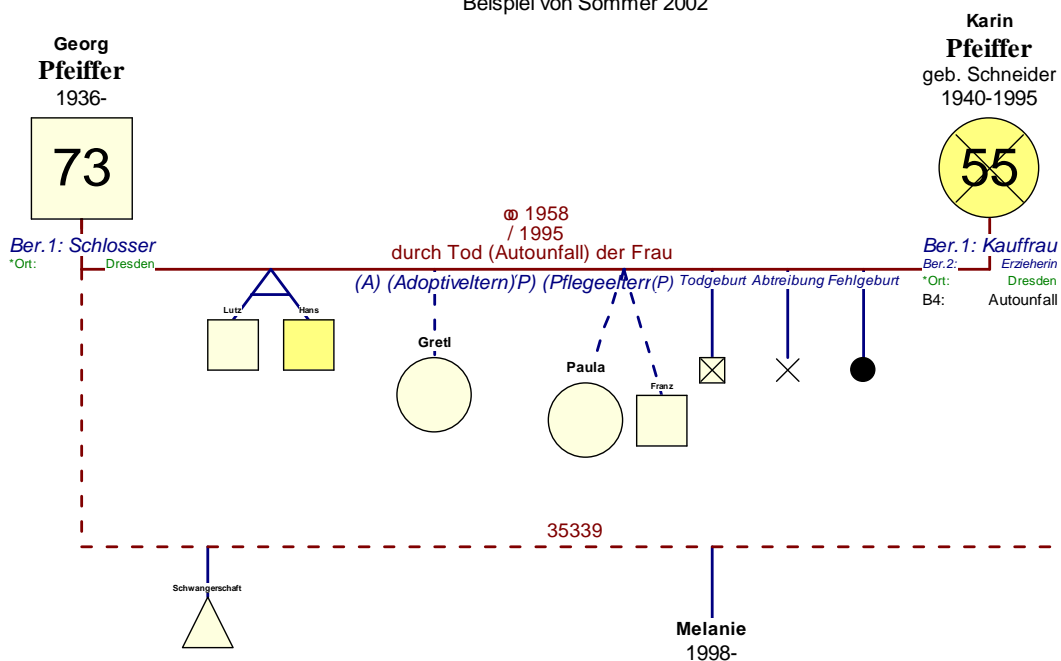 Beispiel von Sommer 2002
Georg
Pfeiffer
1936-
73
Ber.1: Schlosser
*Ort: Dresden
Karin
Pfeiffer
geb. Schneider
1940-1995
55
Ber.1: Kauffrau
Ber.2: Erzieherin
*Ort: Dresden
B4: Autounfall
⚭ 1958
/ 1995
durch Tod (Autounfall) der Frau
(A) (Adoptiveltern) (P) (Pflegeeltern) (P) Todgeburt Abtreibung Fehlgeburt
Lutz
Hans
Gretl
Paula
Franz
35339
Schwangerschaft
Melanie
1998-